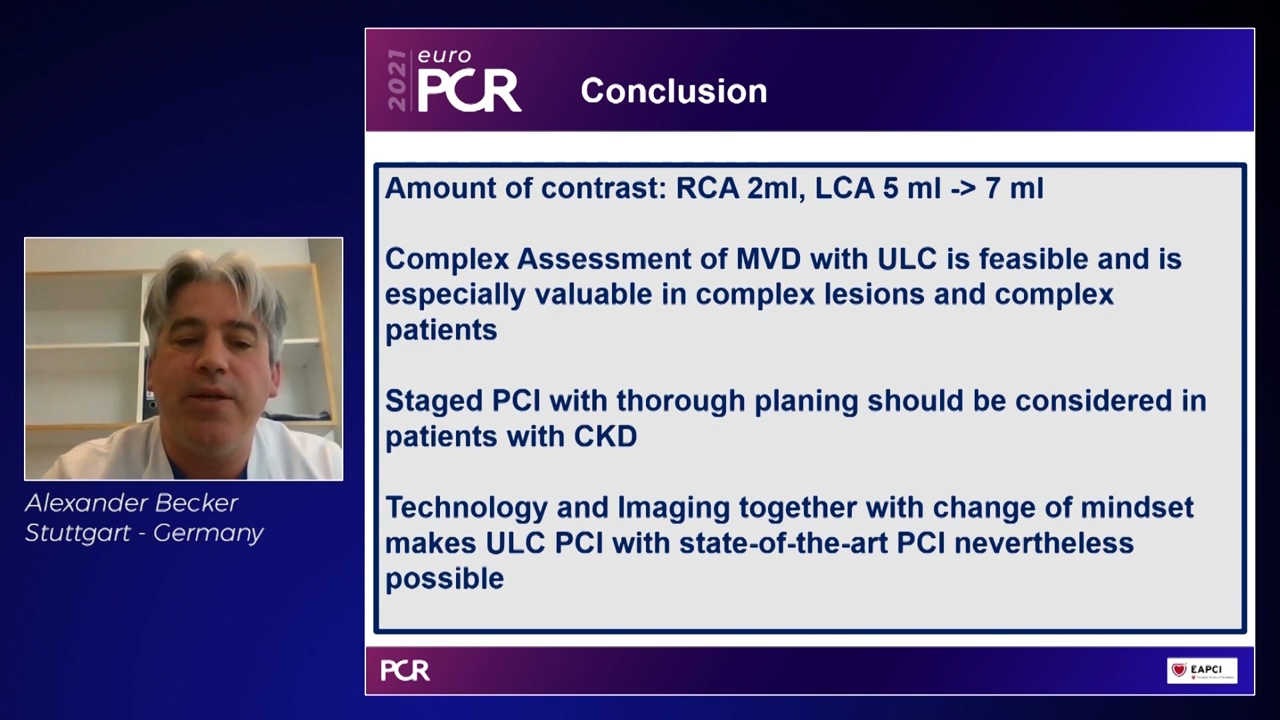 2021
euro
PCR
Conclusion
Amount of contrast: RCA 2ml, LCA 5 ml -> 7 ml
Complex Assessment of MVD with ULC is feasible and is
especially valuable in complex lesions and complex
patients
Staged PCI with thorough planing should be considered in
patients with CKD
Technology and Imaging together with change of mindset
makes ULC PCI with state-of-the-art PCI nevertheless
possible
Alexander Becker
Stuttgart - Germany
PCR
EAPCI